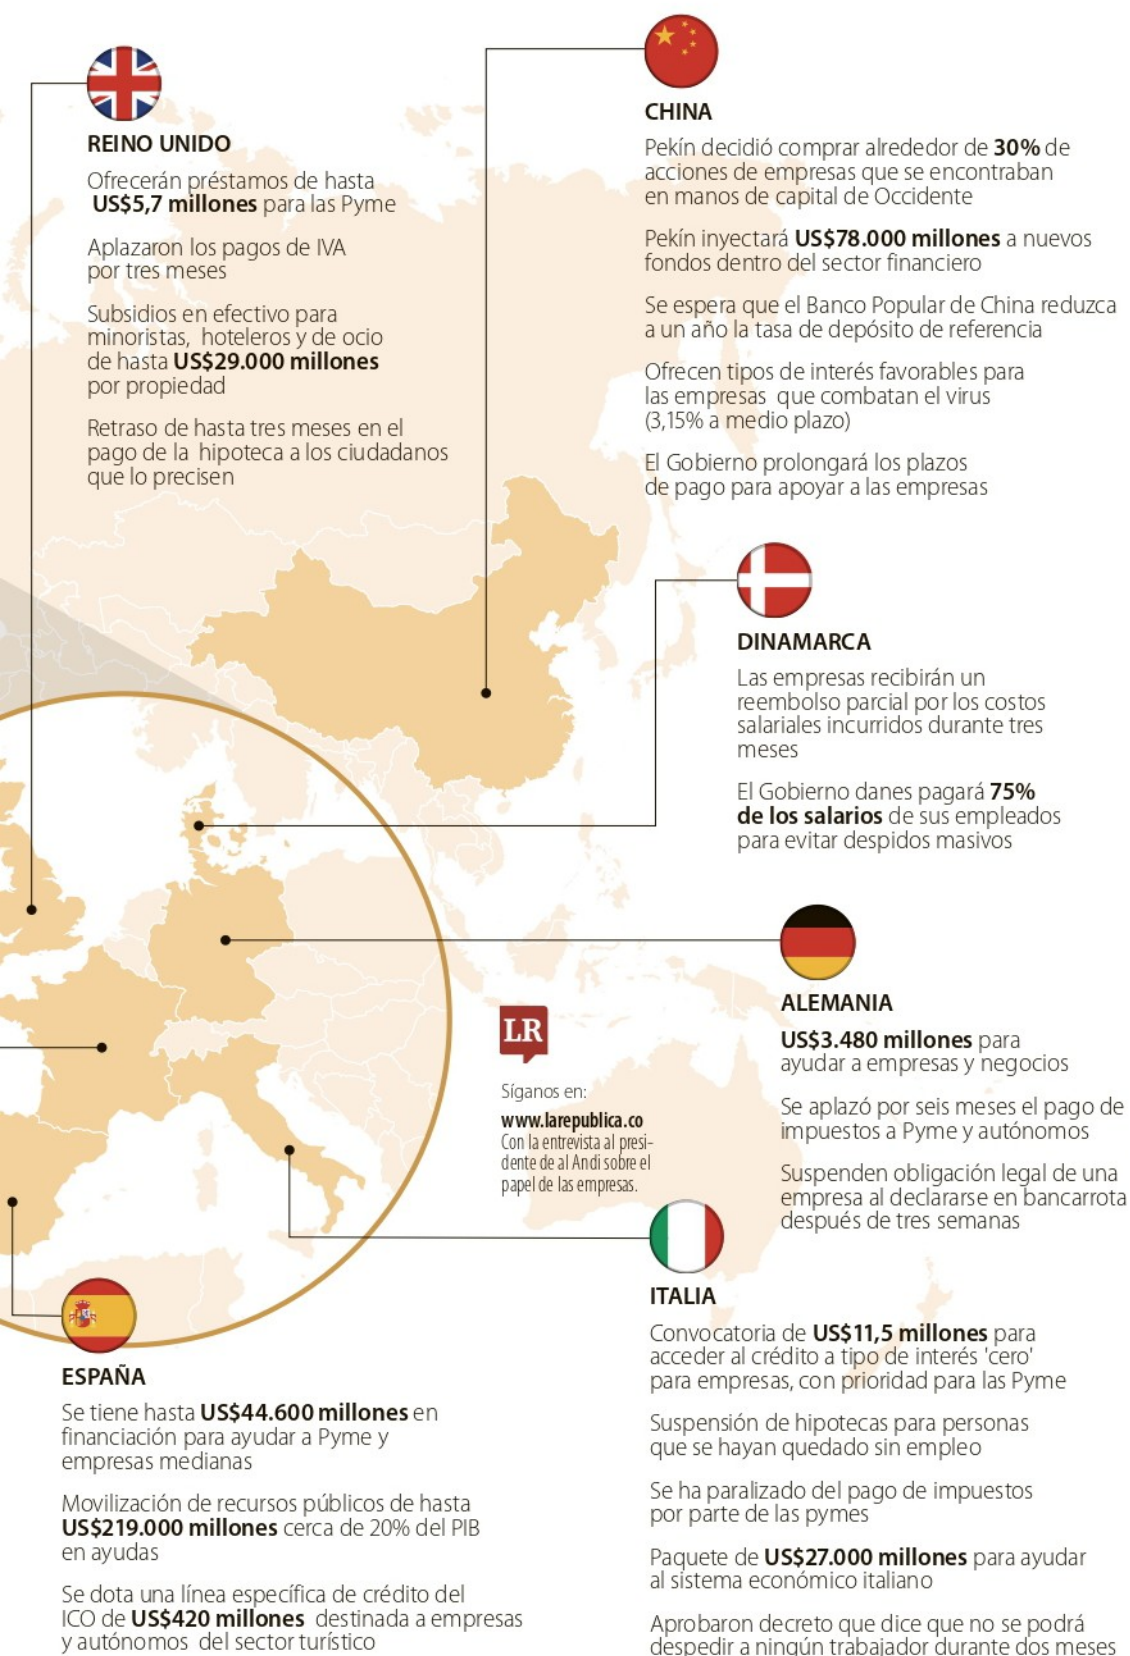 REINO UNIDO
Ofrecerán préstamos de hasta
US$5,7 millones para las Pyme
Aplazaron los pagos de IVA
por tres meses
Subsidios en efectivo para
minoristas, hoteleros y de ocio
de hasta US$29.000 millones
por propiedad
Retraso de hasta tres meses en el
pago de la hipoteca a los ciudadanos
que lo precisen
CHINA
Pekín decidió comprar alrededor de 30% de
acciones de empresas que se encontraban
en manos de capital de Occidente
Pekín inyectará US$78.000 millones a nuevos
fondos dentro del sector financiero
Se espera que el Banco Popular de China reduzca
a un año la tasa de depósito de referencia
Ofrecen tipos de interés favorables para
las empresas que combatan el virus
(3,15% a medio plazo)
El Gobierno prolongará los plazos
de pago para apoyar a las empresas
DINAMARCA
Las empresas recibirán un
reembolso parcial por los costos
salariales incurridos durante tres
meses
El Gobierno danes pagará 75%
de los salarios de sus empleados
para evitar despidos masivos
ALEMANIA
US$3.480 millones para
ayudar a empresas y negocios
Se aplazó por seis meses el pago de
impuestos a Pyme y autónomos
Suspenden obligación legal de una
empresa al declararse en bancarrota
después de tres semanas
LR
Síganos en:
www.larepublica.co
Con la entrevista al presi-
dente de al Andi sobre el
papel de las empresas.
ITALIA
Convocatoria de US$11,5 millones para
acceder al crédito a tipo de interés 'cero'
para empresas, con prioridad para las Pyme
Suspensión de hipotecas para personas
que se hayan quedado sin empleo
Se ha paralizado del pago de impuestos
por parte de las pymes
Paquete de US$27.000 millones para ayudar
al sistema económico italiano
Aprobaron decreto que dice que no se podrá
despedir a ningún trabajador durante dos meses
ESPAÑA
Se tiene hasta US$44.600 millones en
financiación para ayudar a Pyme y
empresas medianas
Movilización de recursos públicos de hasta
US$219.000 millones cerca de 20% del PIB
en ayudas
Se dota una línea específica de crédito del
ICO de US$420 millones destinada a empresas
y autónomos del sector turístico